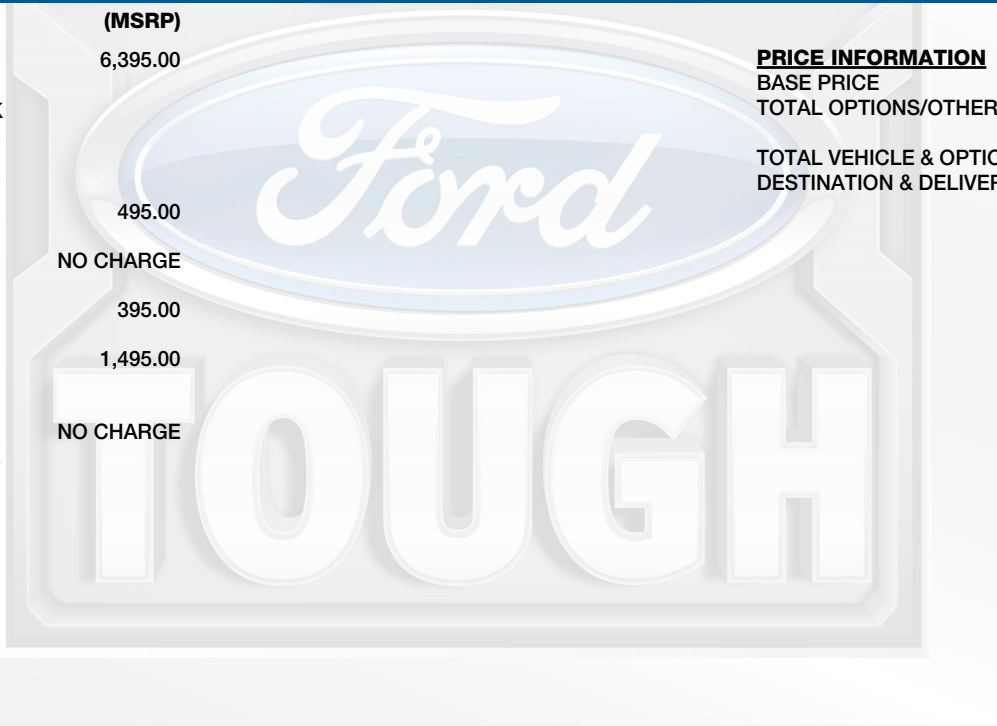 (MSRP)
6,395.00
495.00
NO CHARGE
395.00
1,495.00
NO CHARGE
PRICE INFORMATION
BASE PRICE
TOTAL OPTIONS/OTHER
TOTAL VEHICLE & OPTIO
DESTINATION & DELIVER
Ford
TOUGH